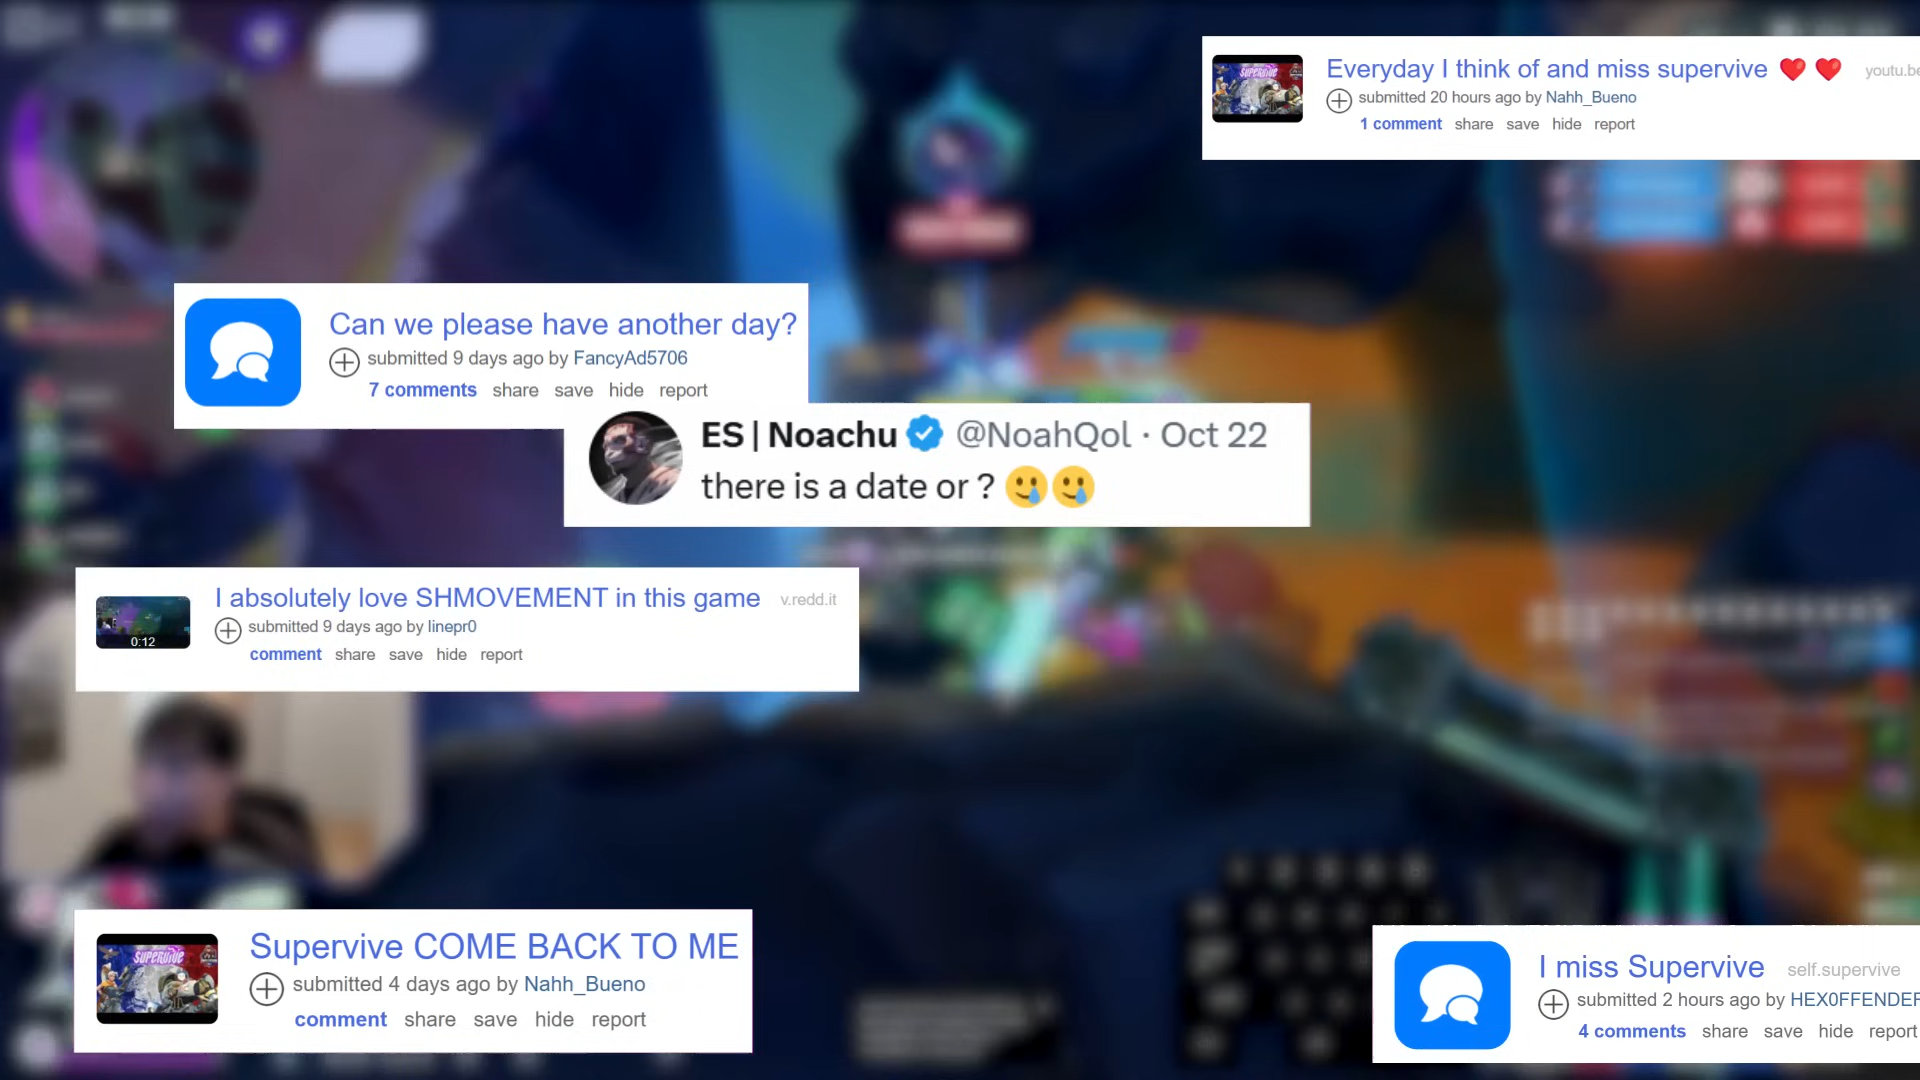 Everyday I think of and miss supervive ❤️ ❤️ youtu.be
submitted 20 hours ago by Nahh_Bueno
1 comment share save hide report
Can we please have another day?
submitted 9 days ago by FancyAd5706
7 comments share save hide report
ES | Noachu @NoahQol · Oct 22
there is a date or ? 🥲🥲
I absolutely love SHMOVEMENT in this game v.redd.it
submitted 9 days ago by linepr0
0:12
comment share save hide report
SUPERVIVE
Supervive COME BACK TO ME
submitted 4 days ago by Nahh_Bueno
comment share save hide report
I miss Supervive self.supervive
submitted 2 hours ago by HEX0FFENDER
4 comments share save hide report